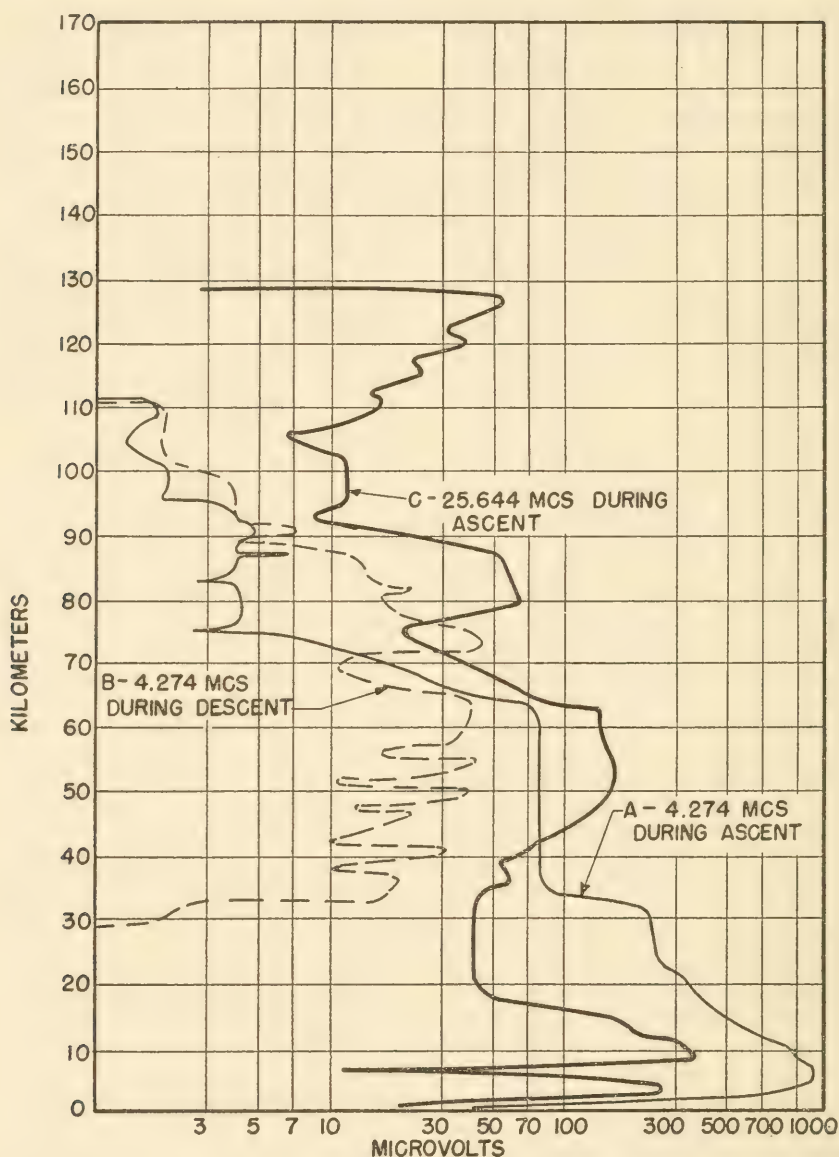 170
160
150
140
130
120
110
100
90
80
70
60
50
40
30
20
10
0
KILOMETERS
C-25.644 MCS DURING
ASCENT
B-4.274 MCS
DURING DESCENT
A-4.274 MCS
DURING ASCENT
3 5 7 10 30 50 70 100 300 500 700 1000
MICROVOLTS